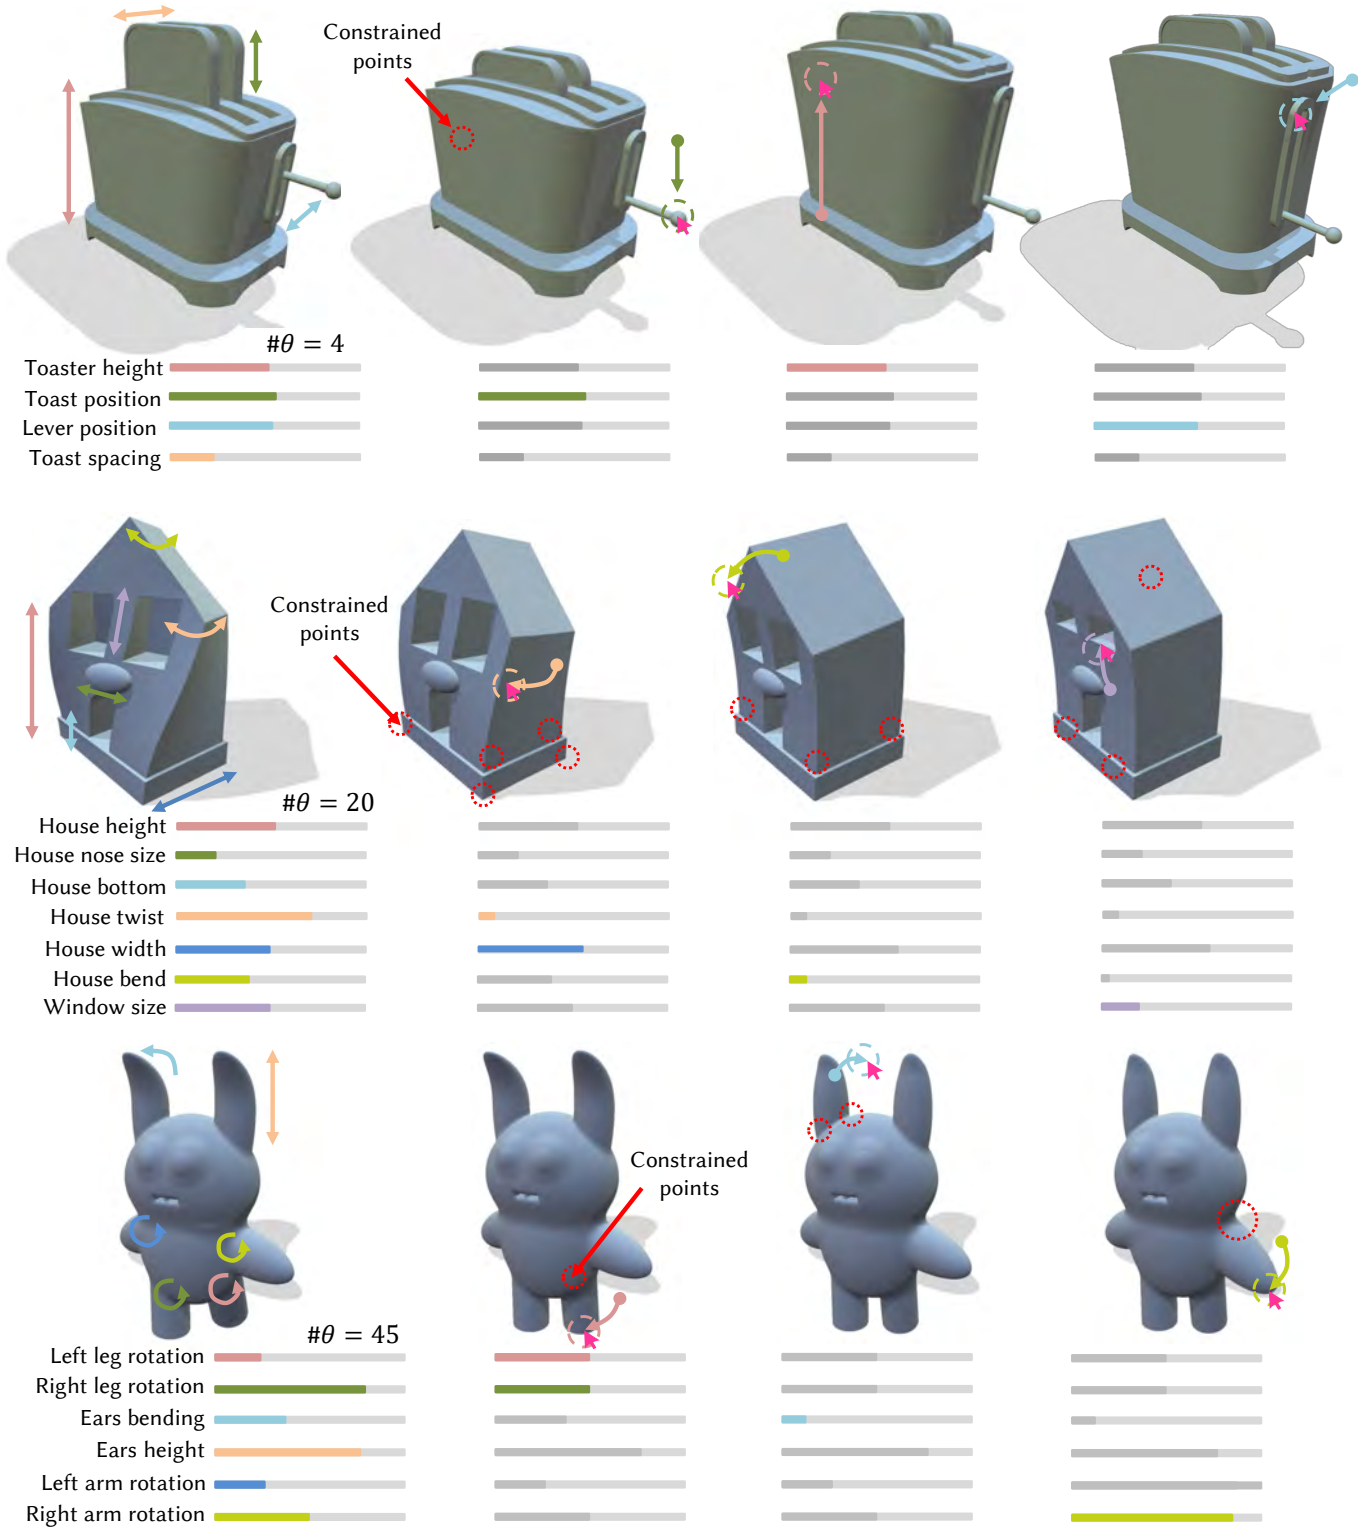 Constrained
points
#θ = 4
Toaster height
Toast position
Lever position
Toast spacing
Constrained
points
#θ = 20
House height
House nose size
House bottom
House twist
House width
House bend
Window size
Constrained
points
#θ = 45
Left leg rotation
Right leg rotation
Ears bending
Ears height
Left arm rotation
Right arm rotation